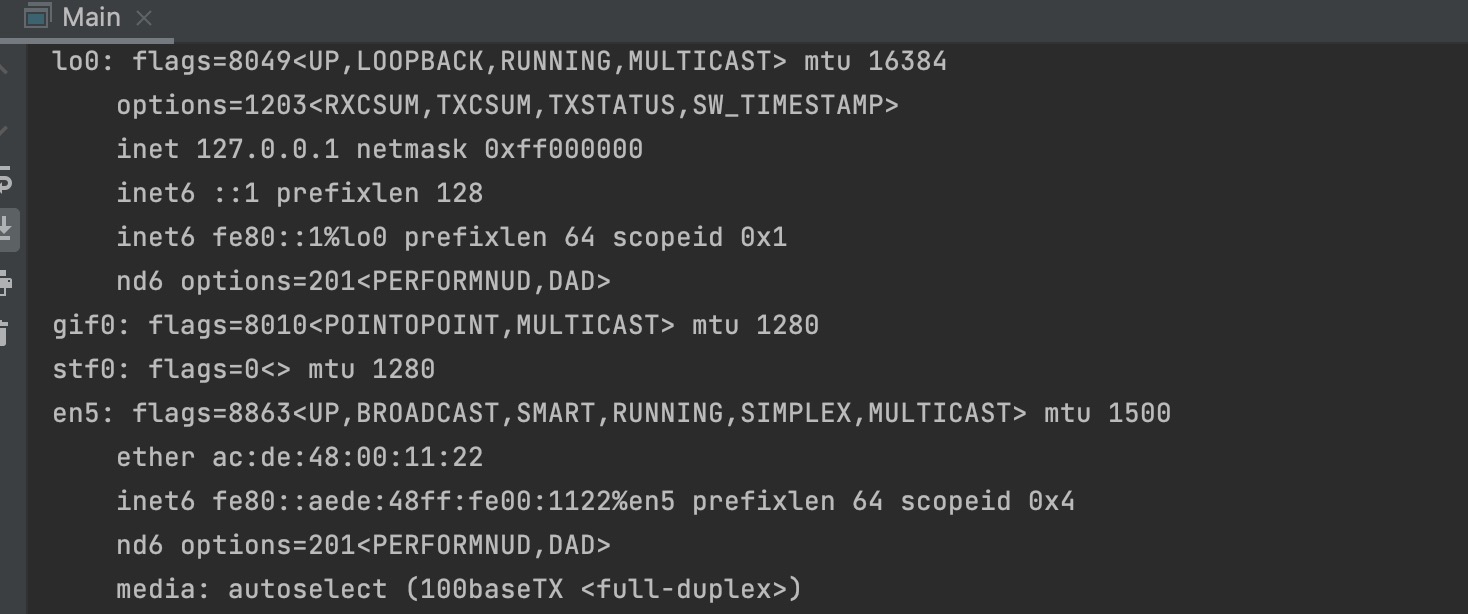 Main
lo0: flags=8049<UP,LOOPBACK,RUNNING,MULTICAST> mtu 16384
options=1203<RXCSUM,TXCSUM,TXSTATUS,SW_TIMESTAMP>
inet 127.0.0.1 netmask 0xff000000
inet6 ::1 prefixlen 128
inet6 fe80::1%lo0 prefixlen 64 scopeid 0x1
nd6 options=201<PERFORMNUD,DAD>
gif0: flags=8010<POINTOPOINT,MULTICAST> mtu 1280
stf0: flags=0<> mtu 1280
en5: flags=8863<UP,BROADCAST,SMART,RUNNING,SIMPLEX,MULTICAST> mtu 1500
ether ac:de:48:00:11:22
inet6 fe80::aede:48ff:fe00:1122%en5 prefixlen 64 scopeid 0x4
nd6 options=201<PERFORMNUD,DAD>
media: autoselect (100baseTX <full-duplex>)